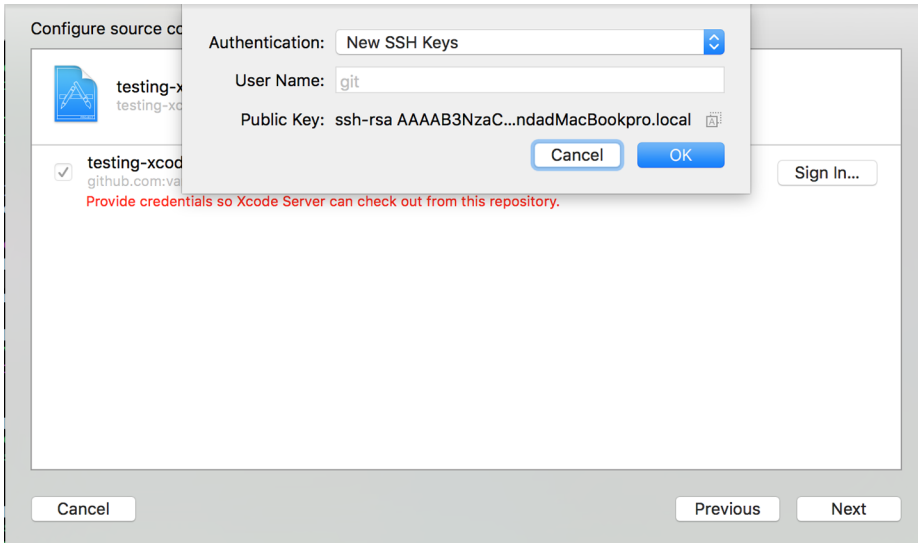 Configure source co
Authentication: New SSH Keys
User Name: git
Public Key: ssh-rsa AAAAB3NzaC...ndadMacBookpro.local
Cancel OK
testing-x
testing-xc
testing-xcod
github.com:va
Sign In...
Provide credentials so Xcode Server can check out from this repository.
Cancel Previous Next